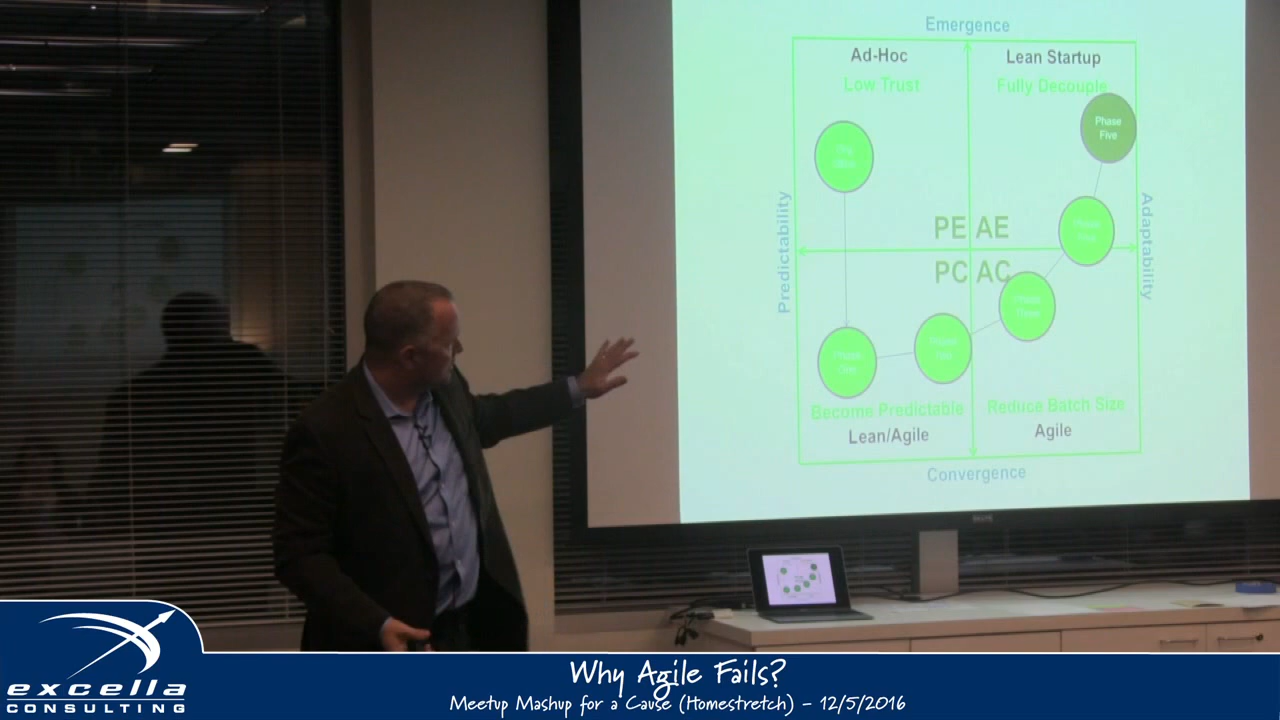 Emergence
Ad-Hoc
Lean Startup
Low Trust
Fully Decouple
Phase
Five
Predictability
Adaptability
PE AE
PC AC
Phase
Three
Phase
Two
Phase
One
Become Predictable
Reduce Batch Size
Lean/Agile
Agile
Convergence
excella
CONSULTING
Why Agile Fails?
Meetup Mashup for a Cause (Homestretch) - 12/5/2016